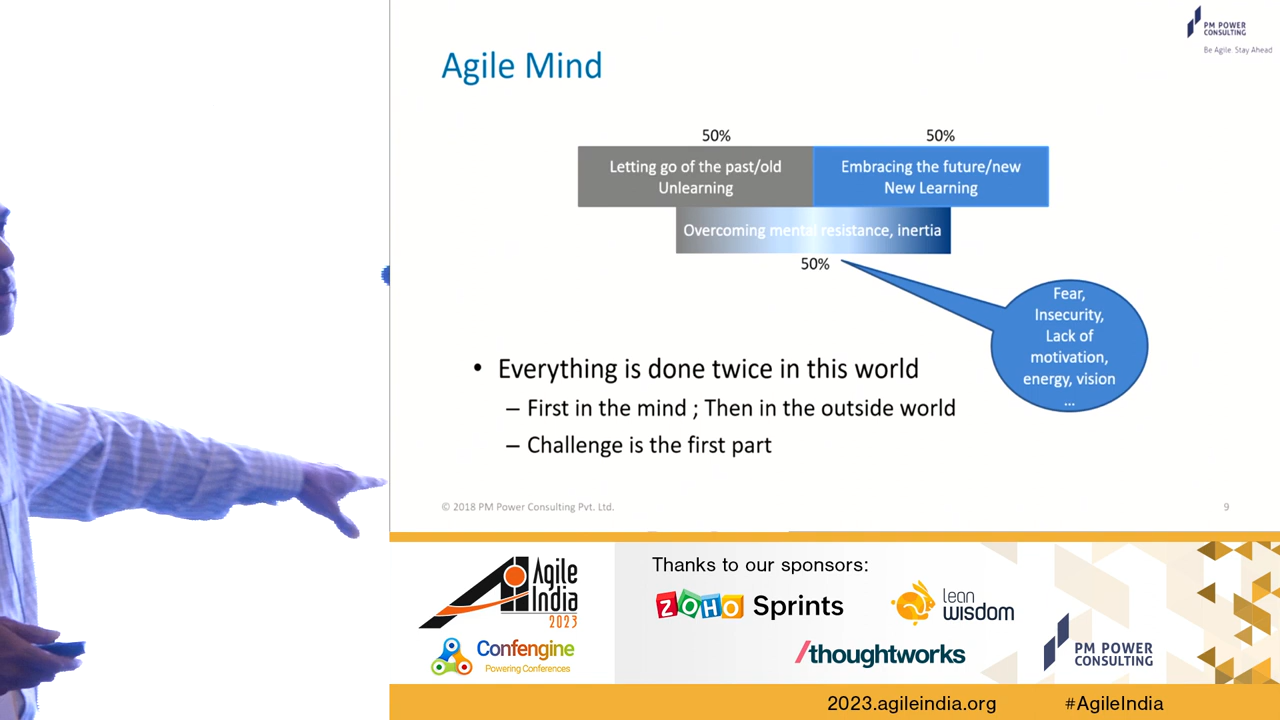 PM POWER
CONSULTING
Be Agile. Stay Ahead
Agile Mind
50%
50%
Letting go of the past/old
Unlearning
Embracing the future/new
New Learning
Overcoming mental resistance, inertia
50%
Fear,
Insecurity,
Lack of
motivation,
energy, vision
...
• Everything is done twice in this world
– First in the mind ; Then in the outside world
– Challenge is the first part
© 2018 PM Power Consulting Pvt. Ltd.
9
Agile
India
2023
Confengine
Powering Conferences
Thanks to our sponsors:
ZOHO Sprints
lean
wisdom
/thoughtworks
PM POWER
CONSULTING
2023.agileindia.org
#AgileIndia